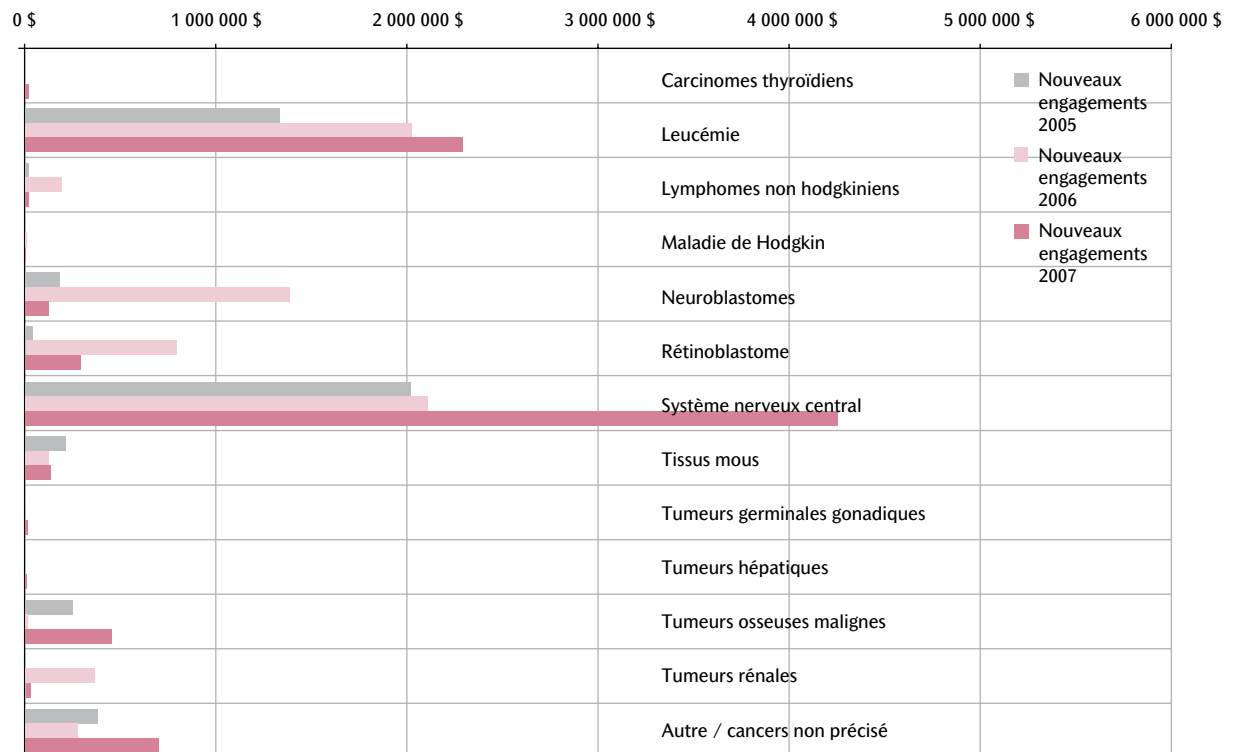 0 $ 1 000 000 $ 2 000 000 $ 3 000 000 $ 4 000 000 $ 5 000 000 $ 6 000 000 $
Carcinomes thyroïdiens
Leucémie
Lymphomes non hodgkiniens
Maladie de Hodgkin
Neuroblastomes
Rétinoblastome
Système nerveux central
Tissus mous
Tumeurs germinales gonadiques
Tumeurs hépatiques
Tumeurs osseuses malignes
Tumeurs rénales
Autre / cancers non précisé
Nouveaux
engagements
2005
Nouveaux
engagements
2006
Nouveaux
engagements
2007